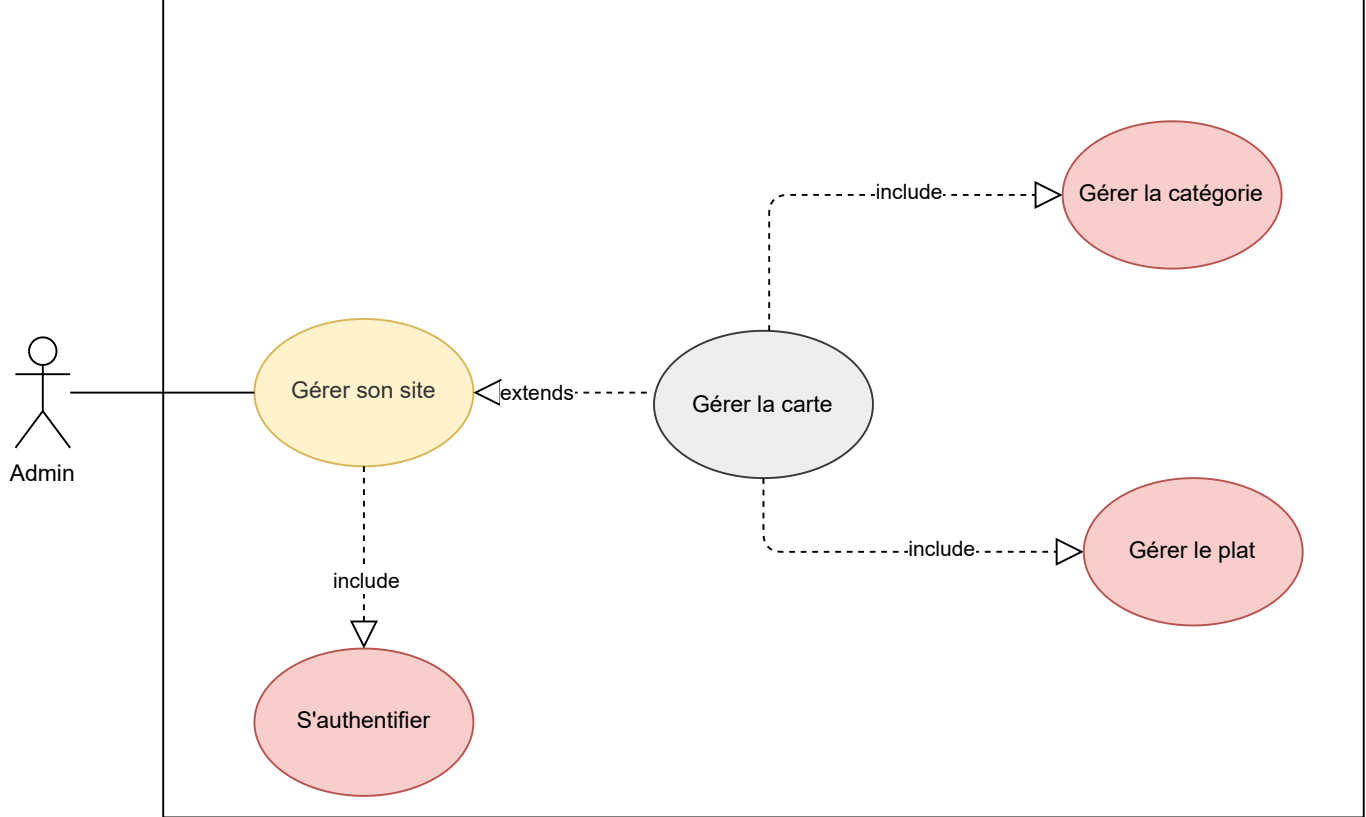 include
Gérer la catégorie
Gérer son site
extends
Gérer la carte
Admin
include
Gérer le plat
include
S'authentifier